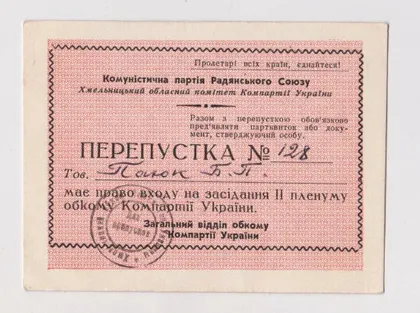 Пролетарі всіх країн, єднайтеся!
Комуністична партія Радянського Союзу
Хмельницький обласний комітет Компартії України
Разом з перепусткою обов'язково
пред'являти партквиток або доку-
мент, стверджуючий особу.
ПЕРЕПУСТКА № 128
Тов. Паюк Б. П.
має право входу на засідання II пленуму
обкому Компартії України.
Загальний відділ обкому
Компартії України